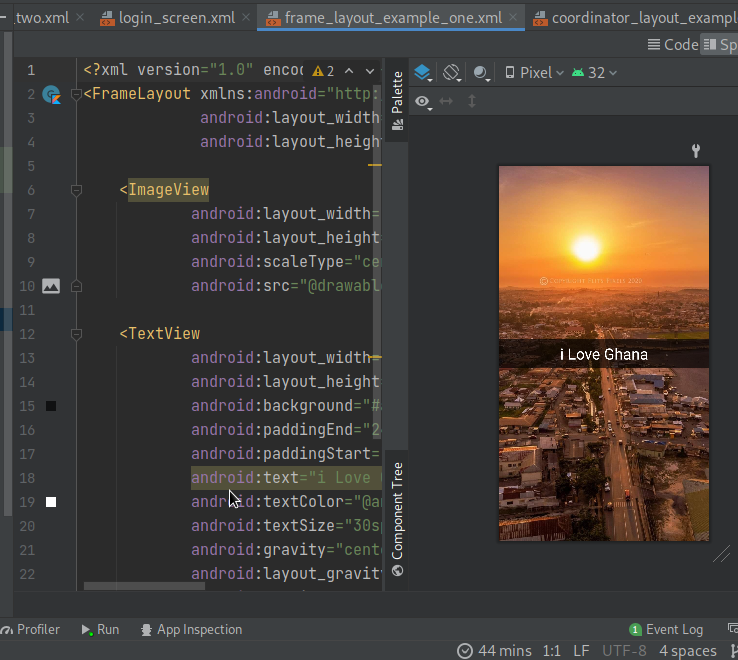 two.xml
login_screen.xml
frame_layout_example_one.xml
coordinator_layout_exampl
Code
Sp
1 <?xml version="1.0" encod
2
2 <FrameLayout xmlns:android="http:
3 android:layout_width
4 android:layout_heigh
5
6 <ImageView
7 android:layout_width=
8 android:layout_height
9 android:scaleType="ce
10 android:src="@drawabl
11
12 <TextView
13 android:layout_width=
14 android:layout_height
15 android:background="#
16 android:paddingEnd="2
17 android:paddingStart=
18 android:text="i Love
19 android:textColor="@a
20 android:textSize="30sp
21 android:gravity="cent
22 android:layout_gravit
Palette
Component Tree
Pixel
32
i Love Ghana
Profiler
Run
App Inspection
1 Event Log
44 mins
1:1
LF
UTF-8
4 spaces